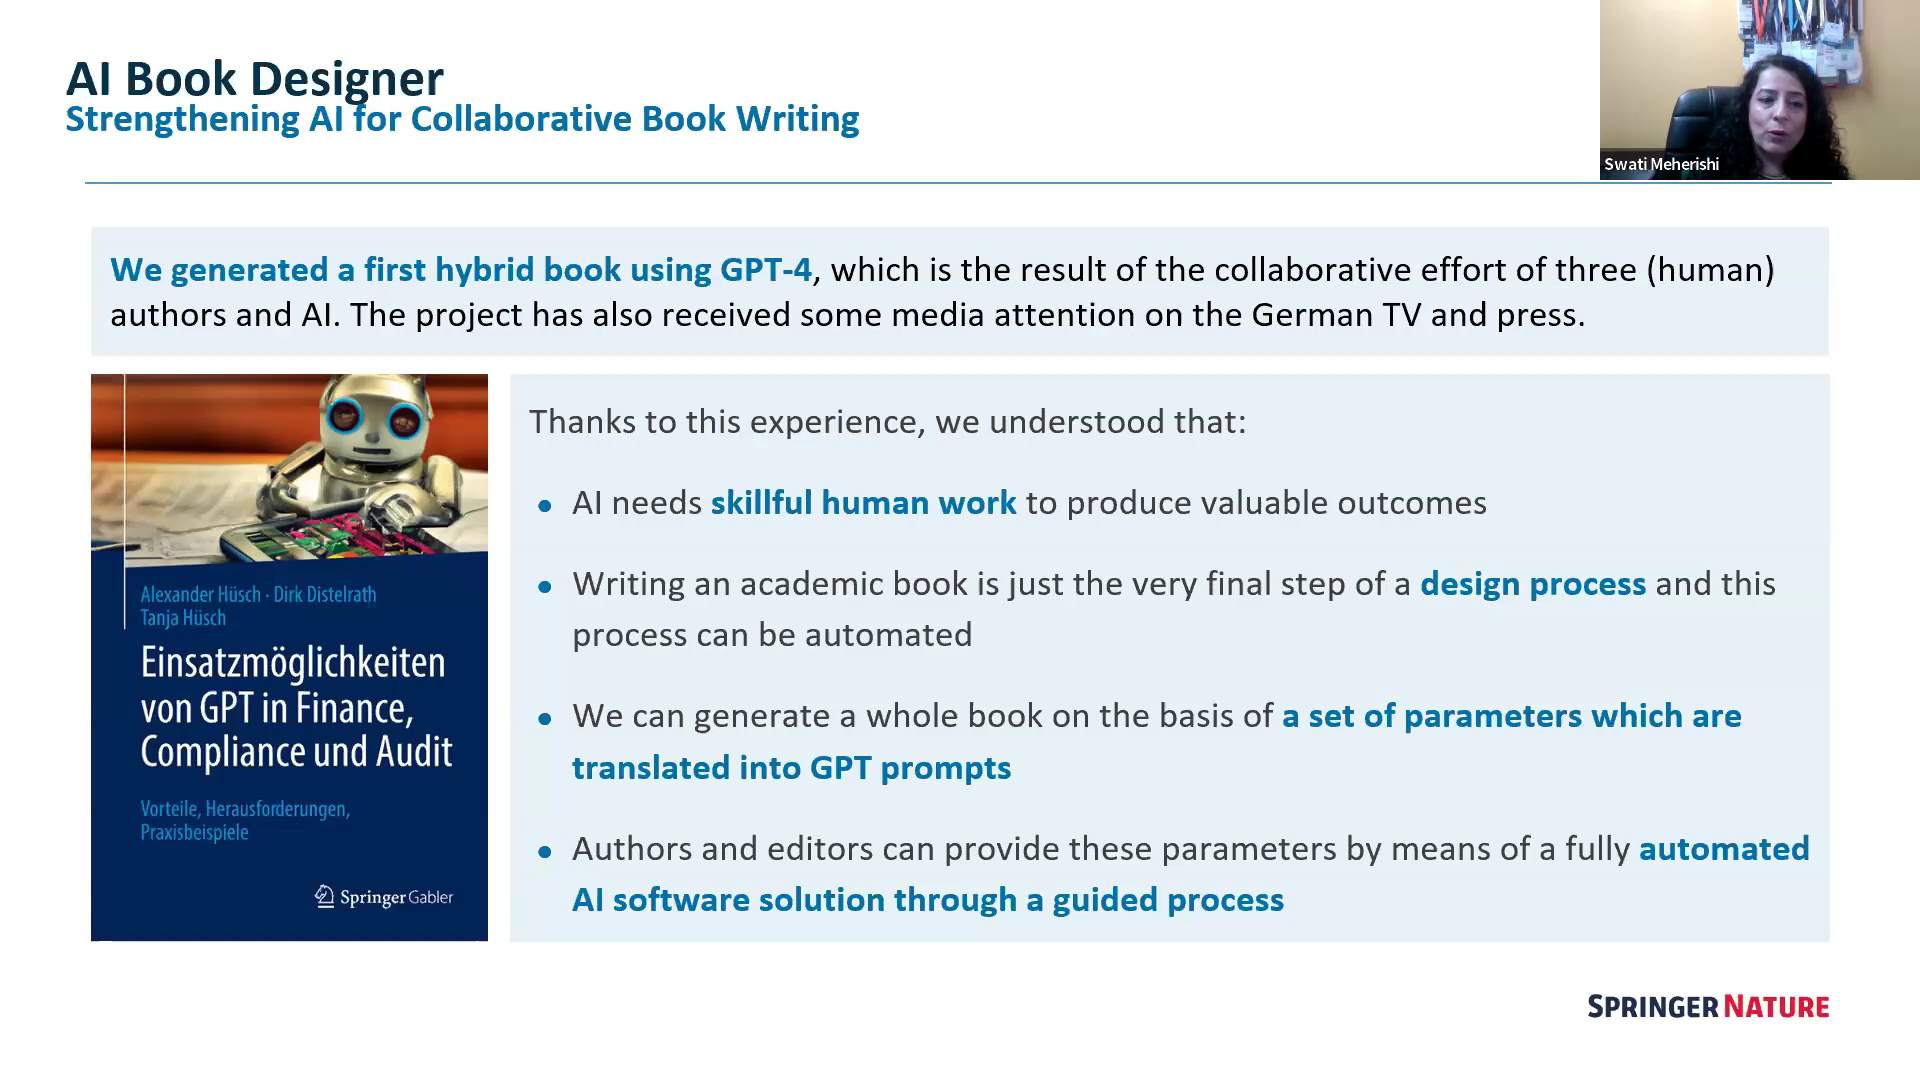 AI Book Designer
Strengthening AI for Collaborative Book Writing
Swati Meherishi
We generated a first hybrid book using GPT-4, which is the result of the collaborative effort of three (human)
authors and AI. The project has also received some media attention on the German TV and press.
Alexander Hüsch · Dirk Distelrath
Tanja Hüsch
Einsatzmöglichkeiten
von GPT in Finance,
Compliance und Audit
Vorteile, Herausforderungen,
Praxisbeispiele
Springer Gabler
Thanks to this experience, we understood that:
• AI needs skillful human work to produce valuable outcomes
• Writing an academic book is just the very final step of a design process and this
process can be automated
• We can generate a whole book on the basis of a set of parameters which are
translated into GPT prompts
• Authors and editors can provide these parameters by means of a fully automated
AI software solution through a guided process
SPRINGER NATURE